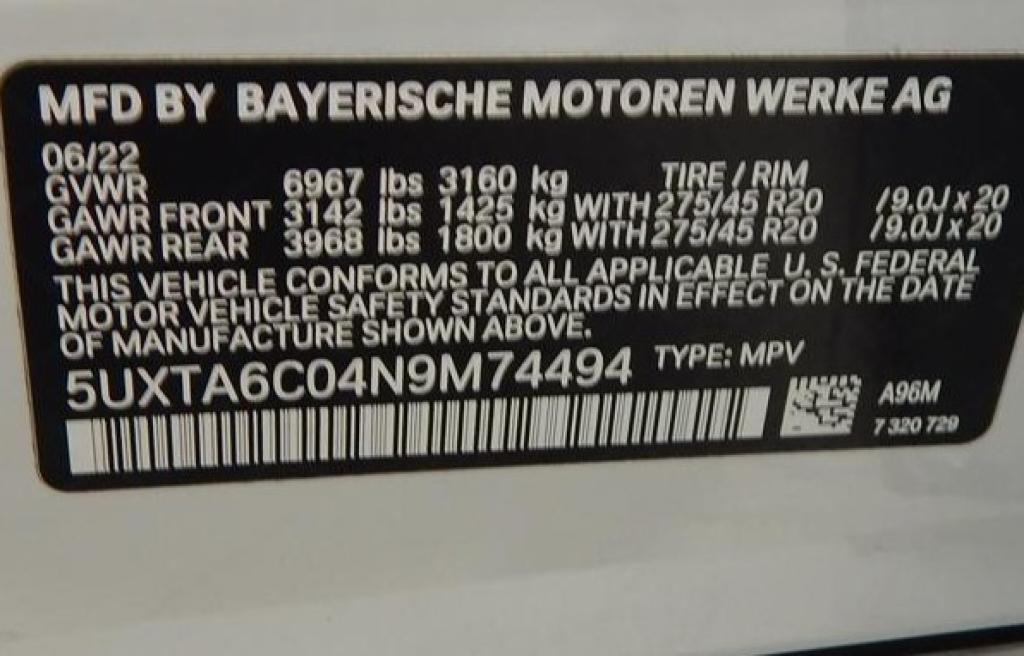 MFD BY BAYERISCHE MOTOREN WERKE AG
06/22
TIRE / RIM
GVWR 6967 lbs 3160 kg
GAWR FRONT 3142 lbs 1425 kg WITH 275/45 R20 /9.0J x 20
GAWR REAR 3968 lbs 1800 kg WITH 275/45 R20 /9.0J x 20
THIS VEHICLE CONFORMS TO ALL APPLICABLE U. S. FEDERAL
MOTOR VEHICLE SAFETY STANDARDS IN EFFECT ON THE DATE
OF MANUFACTURE SHOWN ABOVE.
5UXTA6C04N9M74494 TYPE: MPV
A96M
7 320 729